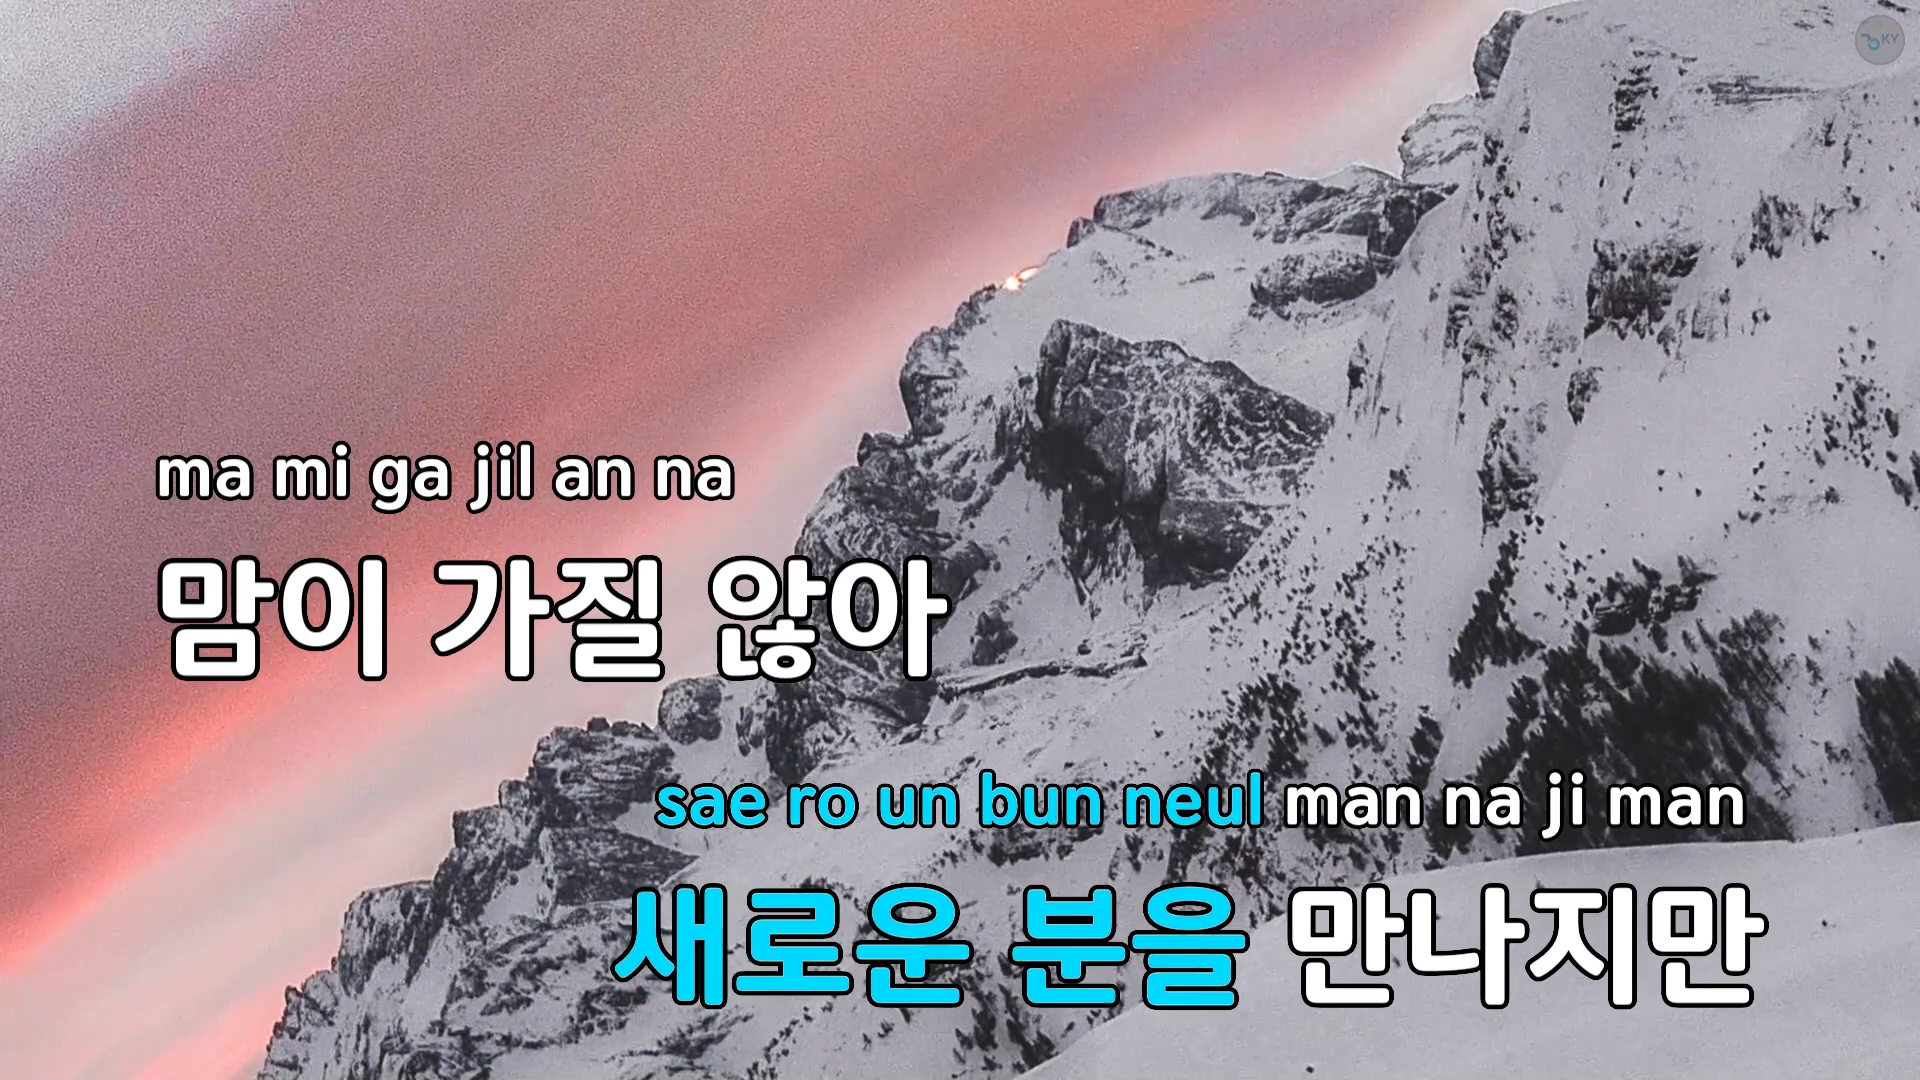 KY
ma mi ga jil an na
맘이 가질 않아
sae ro un bun neul man na ji man
새로운 분을 만나지만